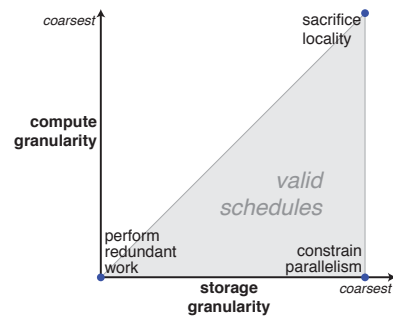 coarsest
sacrifice
locality
compute
granularity
valid
schedules
perform
redundant
work
constrain
parallelism
storage
granularity
coarsest